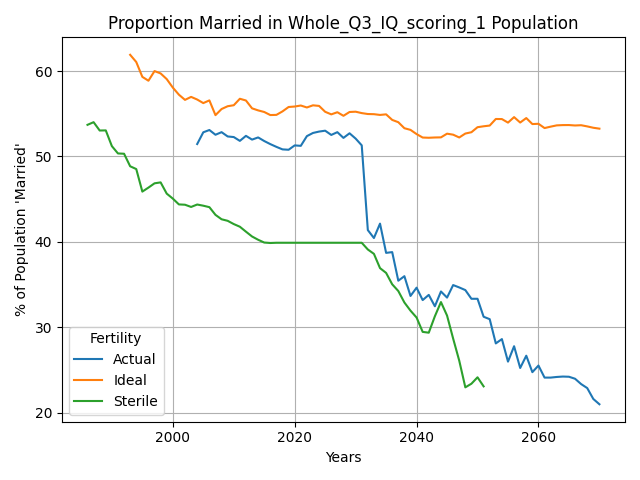 Proportion Married in Whole_Q3_IQ_scoring_1 Population
% of Population 'Married'
60
50
40
30
20
Fertility
Actual
Ideal
Sterile
2000
2020
2040
2060
Years